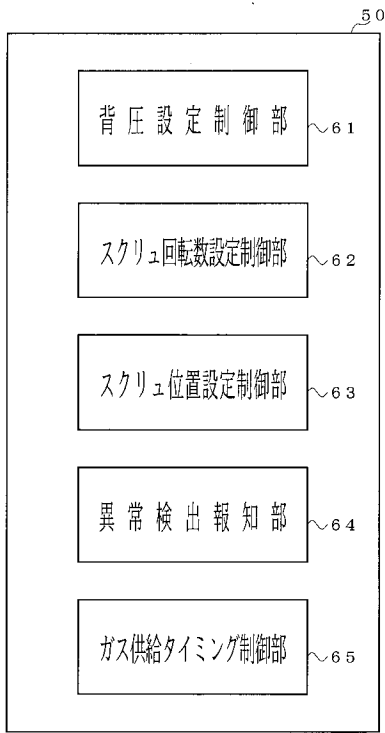 50
背圧設定制御部
61
スクリュ回転数設定制御部
62
スクリュ位置設定制御部
63
異常検出報知部
64
ガス供給タイミング制御部
65